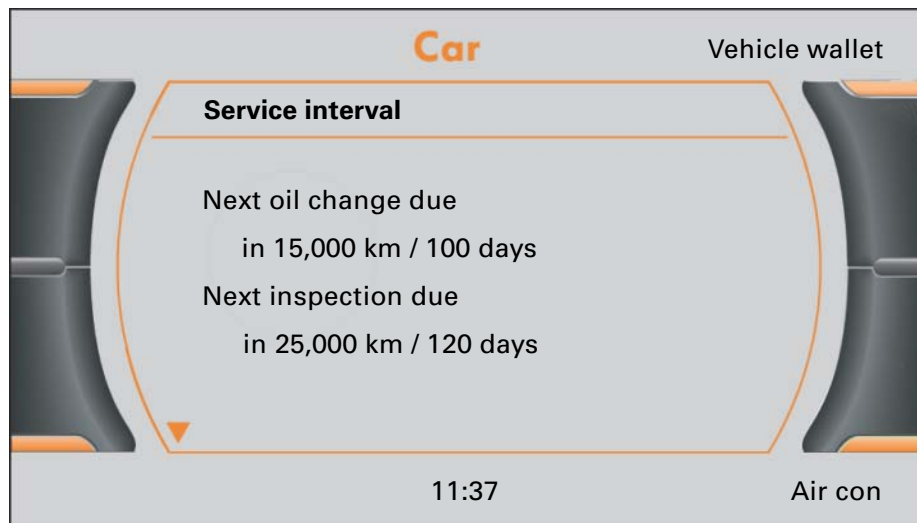 Car
Vehicle wallet
Service interval
Next oil change due
in 15,000 km / 100 days
Next inspection due
in 25,000 km / 120 days
11:37
Air con